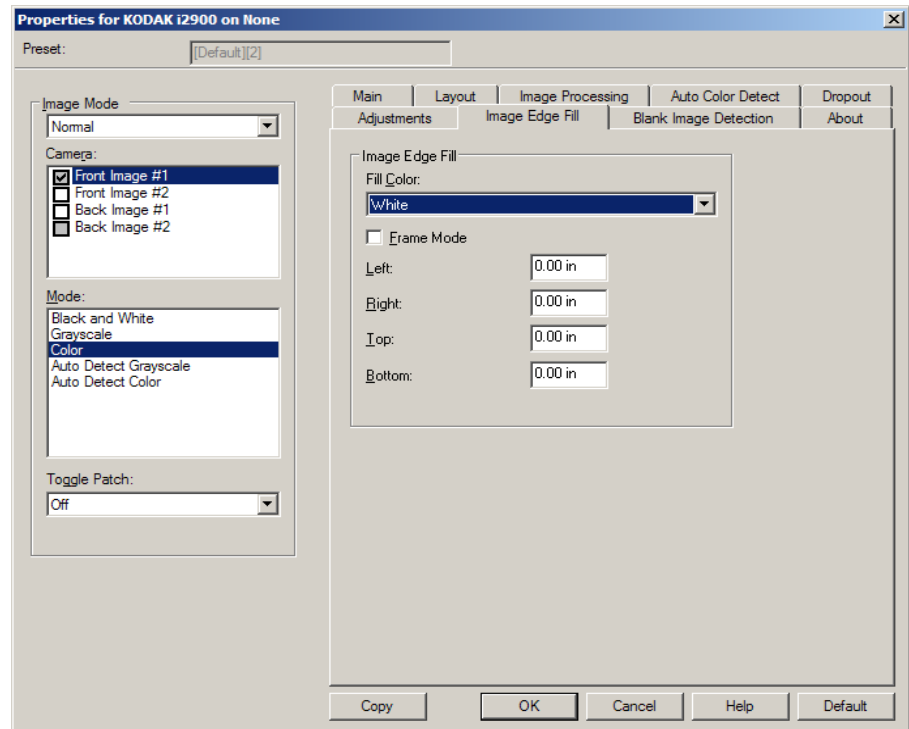 Properties for KODAK i2900 on None
Preset:
[Default][2]
Image Mode
Normal
Camera:
Front Image #1
Front Image #2
Back Image #1
Back Image #2
Mode:
Black and White
Grayscale
Color
Auto Detect Grayscale
Auto Detect Color
Toggle Patch:
Off
Main
Layout
Image Processing
Auto Color Detect
Dropout
Adjustments
Image Edge Fill
Blank Image Detection
About
Image Edge Fill
Fill Color:
White
Frame Mode
Left:
0.00 in
Right:
0.00 in
Top:
0.00 in
Bottom:
0.00 in
Copy
OK
Cancel
Help
Default